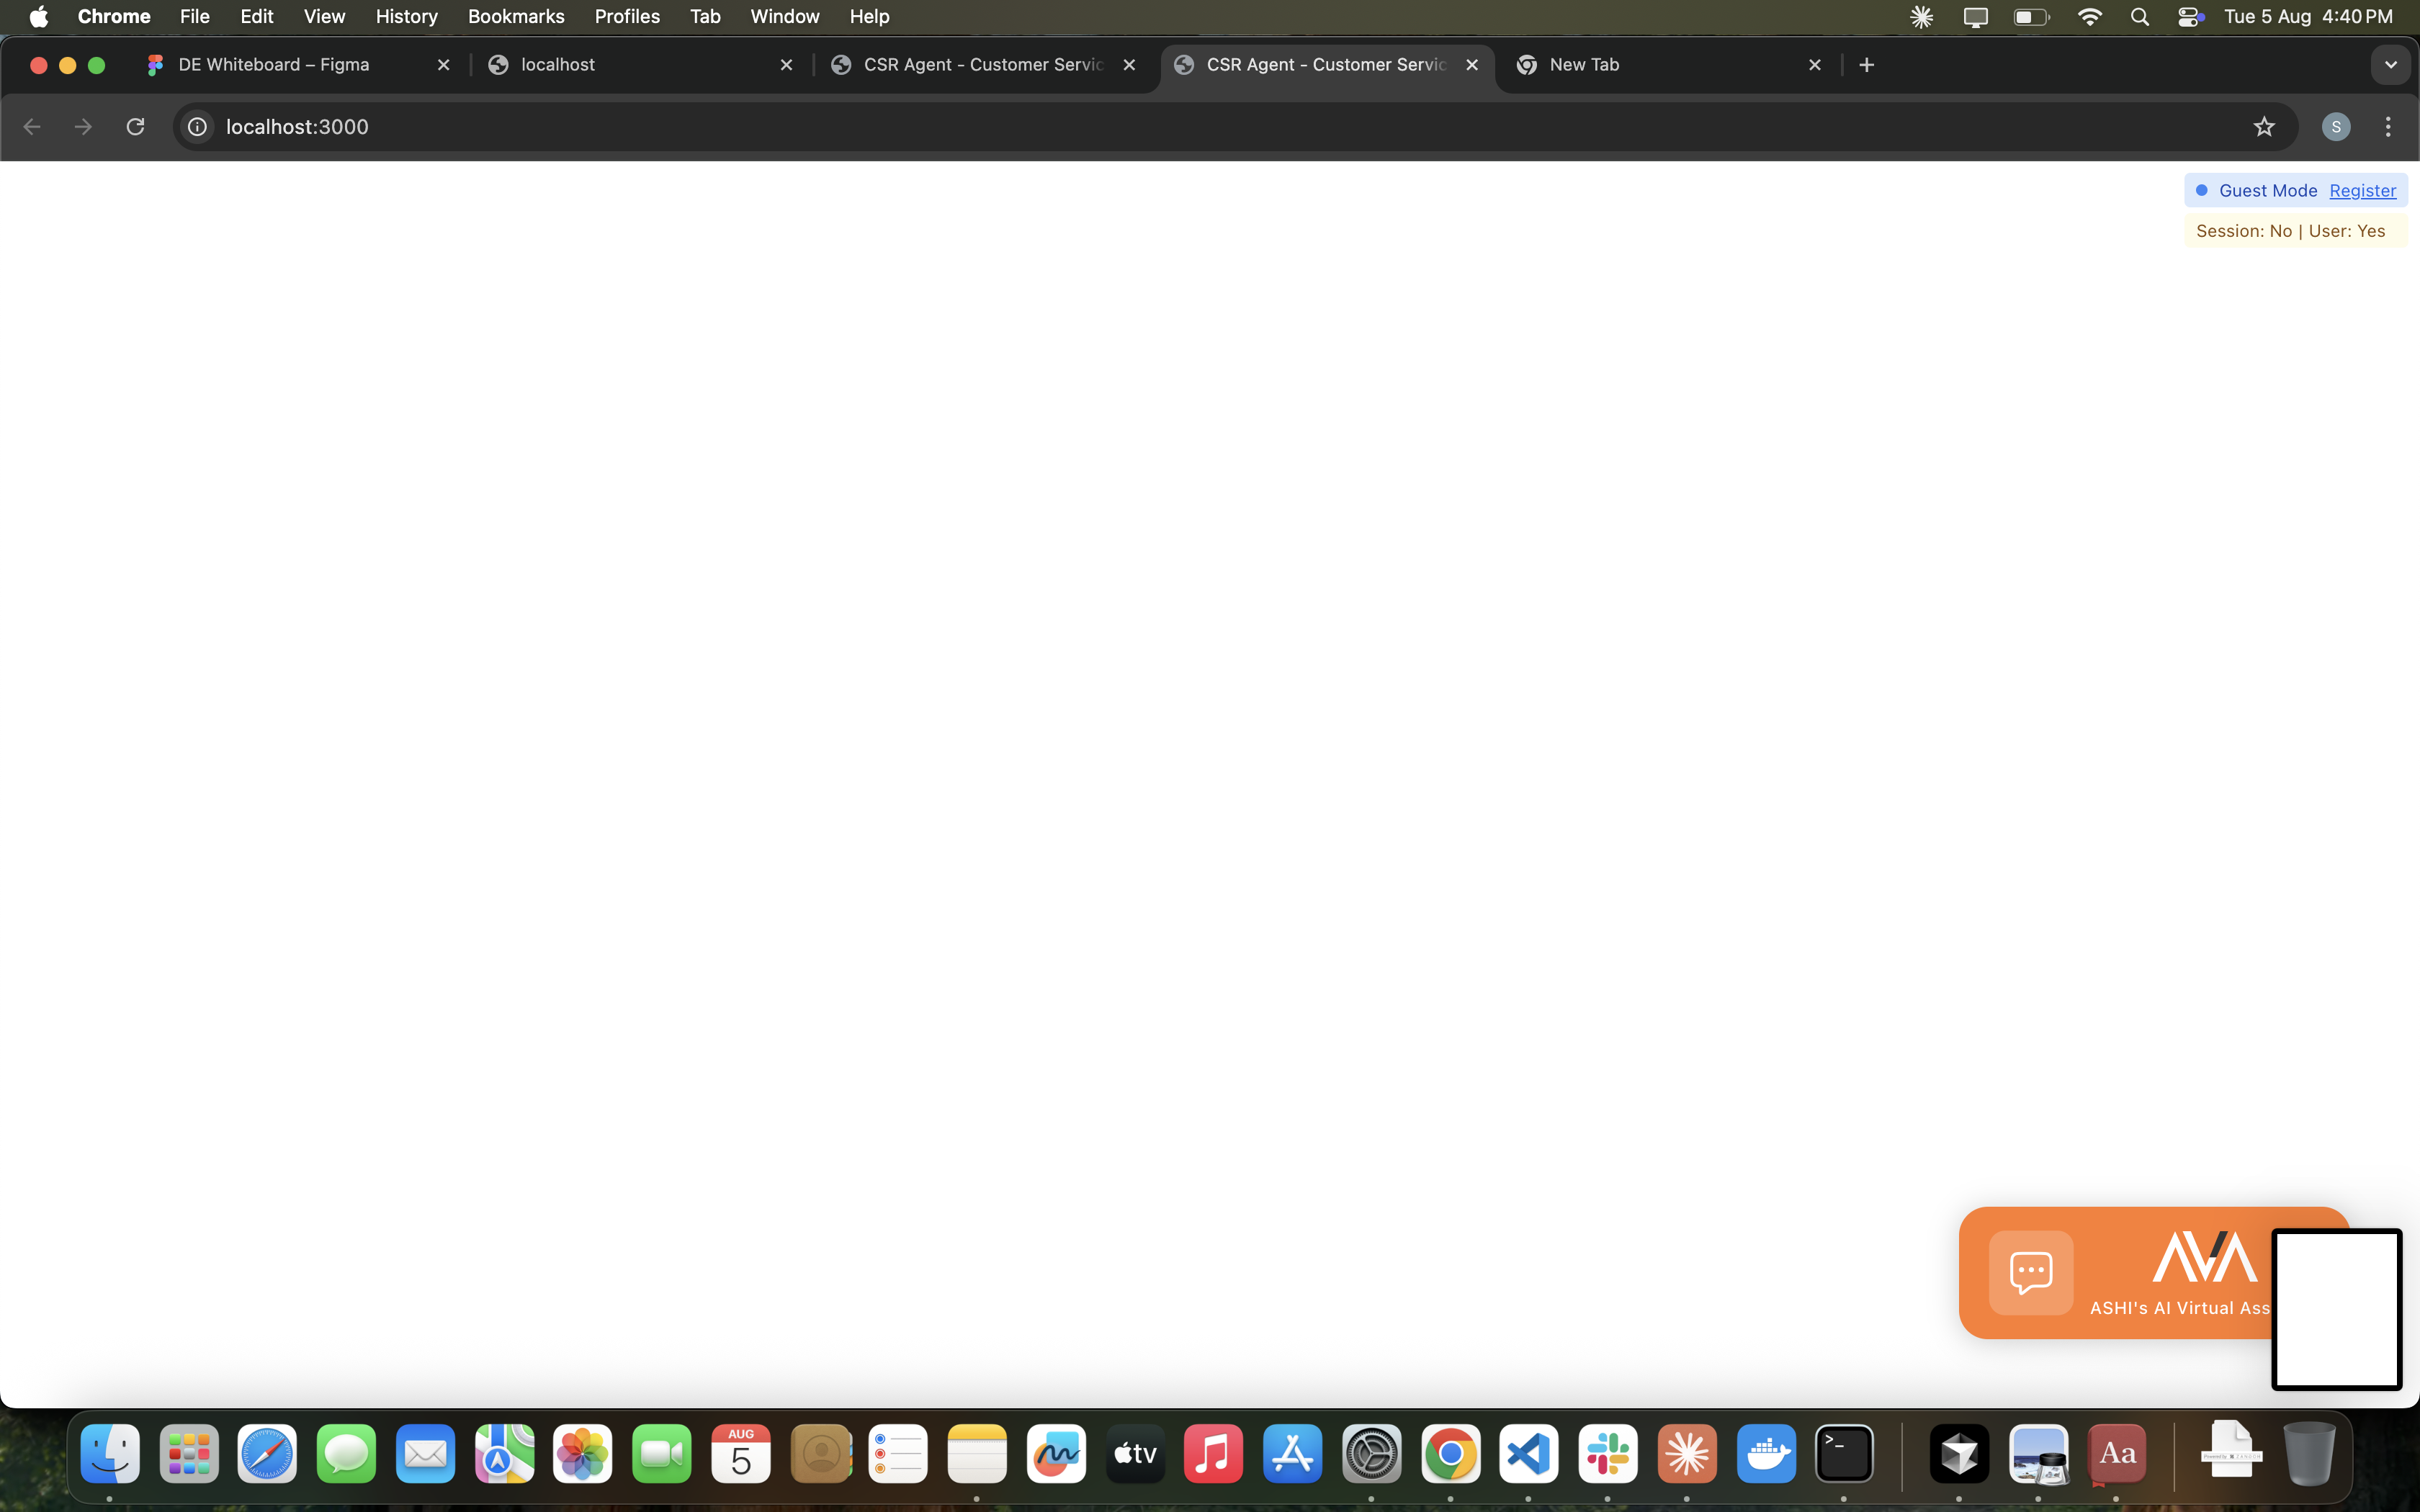 Chrome File Edit View History Bookmarks Profiles Tab Window Help Tue 5 Aug 4:40 PM
DE Whiteboard – Figma localhost CSR Agent - Customer Servic CSR Agent - Customer Servic New Tab
localhost:3000 S
Guest Mode Register
Session: No | User: Yes
AVA
ASHI's AI Virtual Ass
AUG
5
tv
>_
Aa